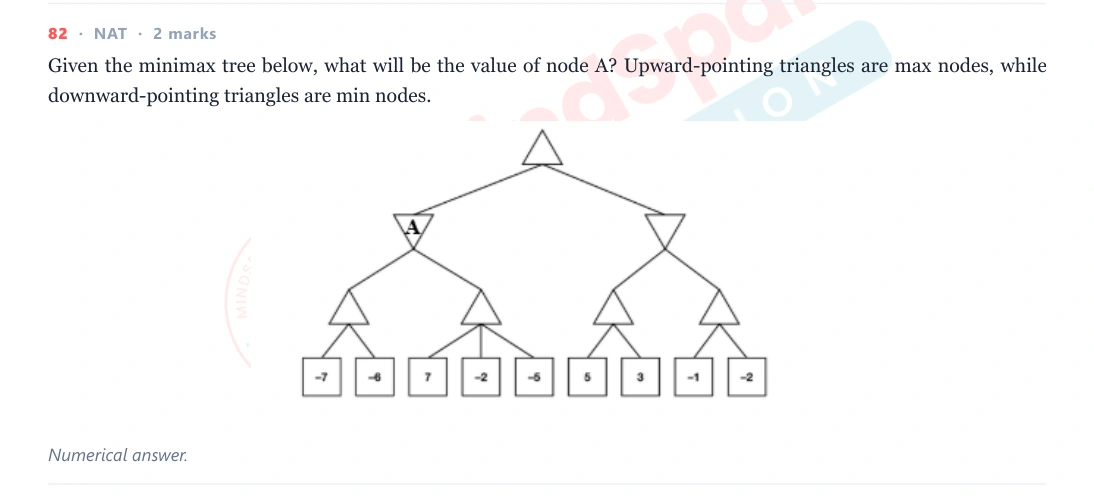 82 · NAT · 2 marks
Given the minimax tree below, what will be the value of node A? Upward-pointing triangles are max nodes, while
downward-pointing triangles are min nodes.
A
MINDS
-7 -6 7 -2 -5 5 3 -1 -2
Numerical answer.